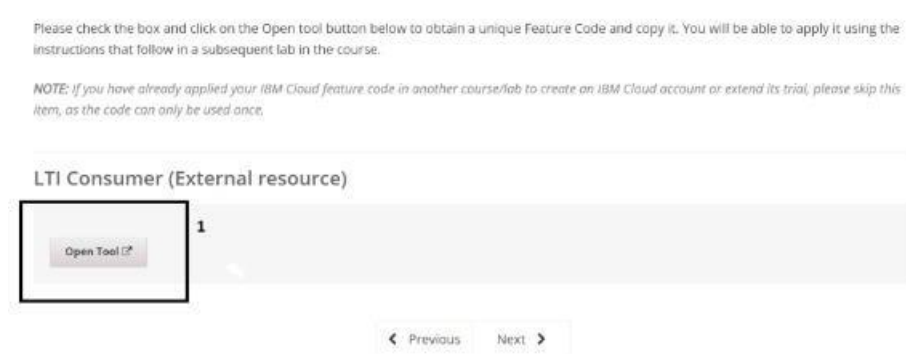 Please check the box and click on the Open tool button below to obtain a unique Feature Code and copy it. You will be able to apply it using the
instructions that follow in a subsequent lab in the course.
NOTE: If you have already applied your IBM Cloud feature code in another course/lab to create an IBM Cloud account or extend its trial, please skip this
item, as the code can only be used once.
LTI Consumer (External resource)
1
Open Tool
Previous Next